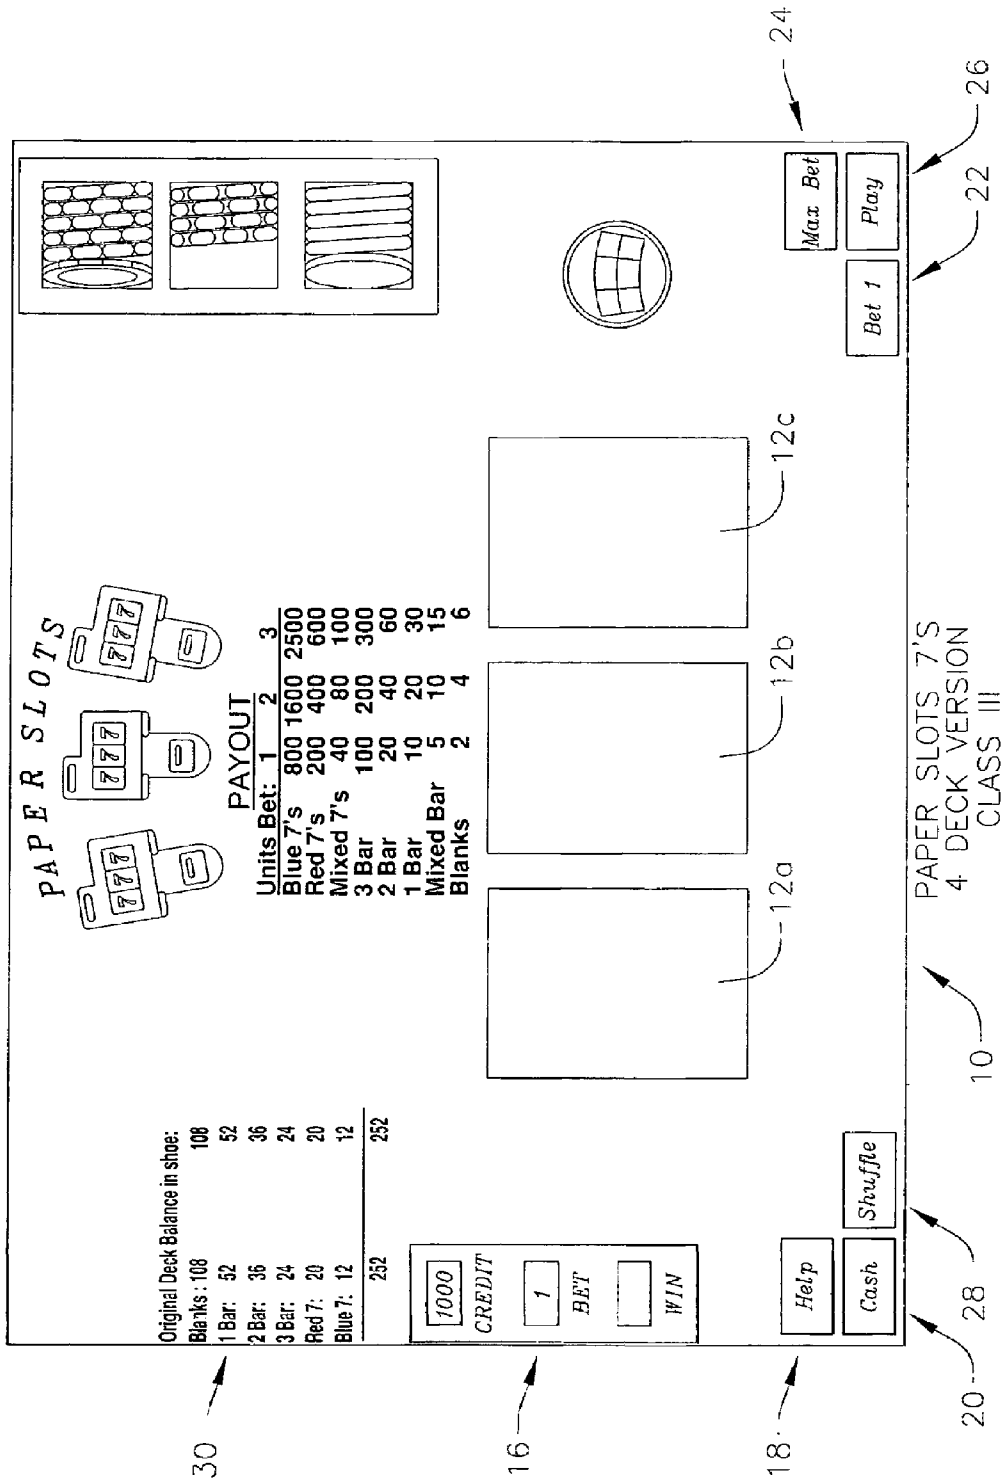 PAPER SLOTS
777 777 777
PAYOUT
Units Bet: 1 2 3
Blue 7's 800 1600 2500
Red 7's 200 400 600
Mixed 7's 40 80 100
3 Bar 100 200 300
2 Bar 20 40 60
1 Bar 10 20 30
Mixed Bar 5 10 15
Blanks 2 4 6
Original Deck Balance in shoe:
Blanks : 108 108
1 Bar: 52 52
2 Bar: 36 36
3 Bar: 24 24
Red 7: 20 20
Blue 7: 12 12
252 252
30
1000
CREDIT
1
BET
WIN
16
12a
12b
12c
Help
Cash
Shuffle
18
20
28
Max Bet
Bet 1
Play
24
26
22
10
PAPER SLOTS 7'S
4 DECK VERSION
CLASS III